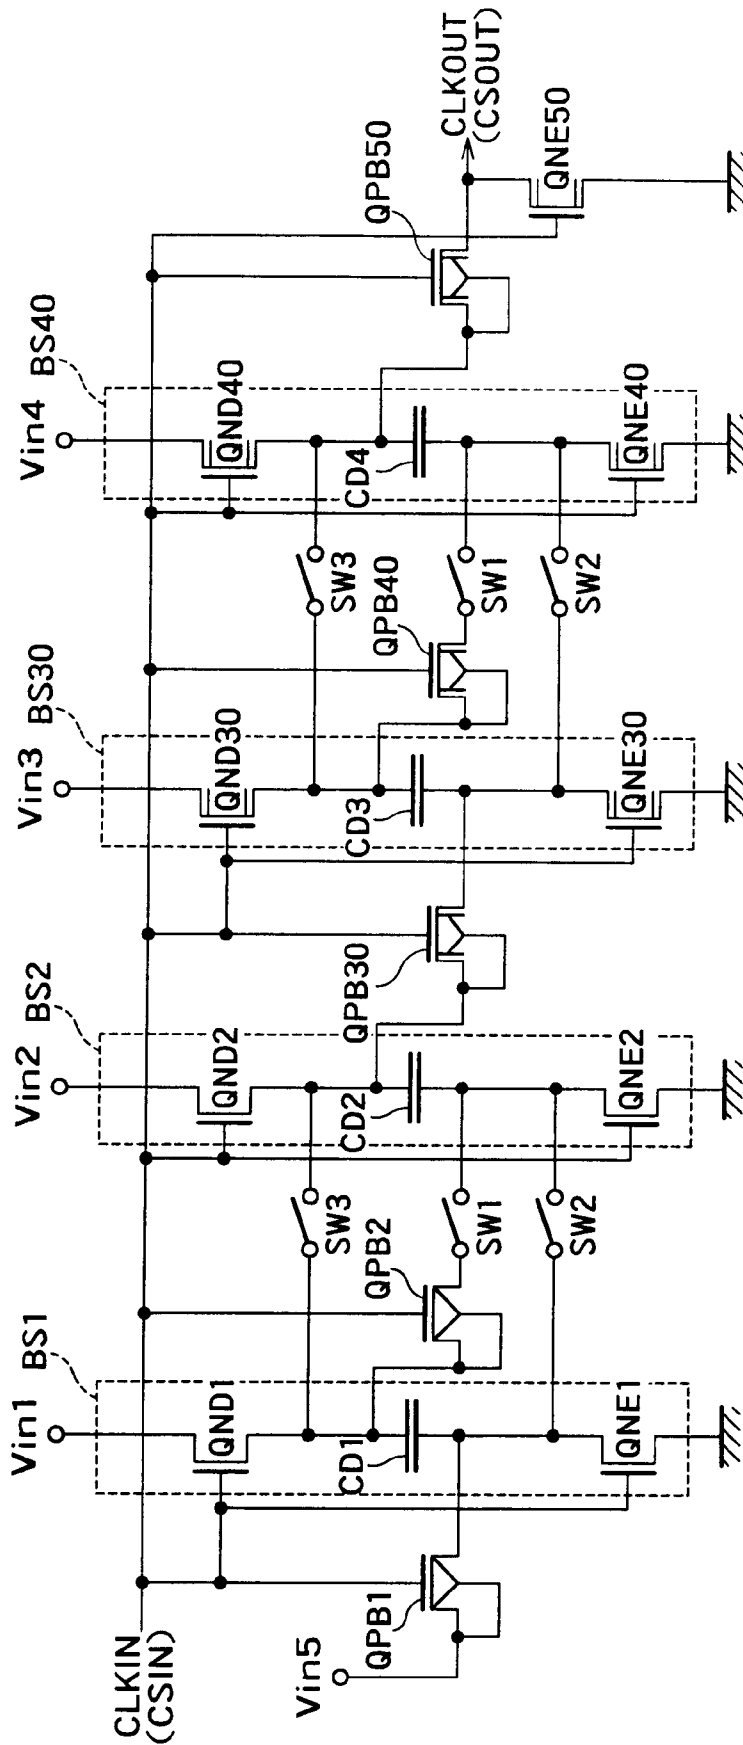 CLKIN
(CSIN)
Vin5
QPB1
Vin1
BS1
QND1
CD1
QNE1
QPB2
SW3
SW1
SW2
Vin2
BS2
QND2
CD2
QNE2
QPB30
Vin3
BS30
QND30
CD3
QNE30
QPB40
SW3
SW1
SW2
Vin4
BS40
QND40
CD4
QNE40
QPB50
CLKOUT
(CSOUT)
QNE50